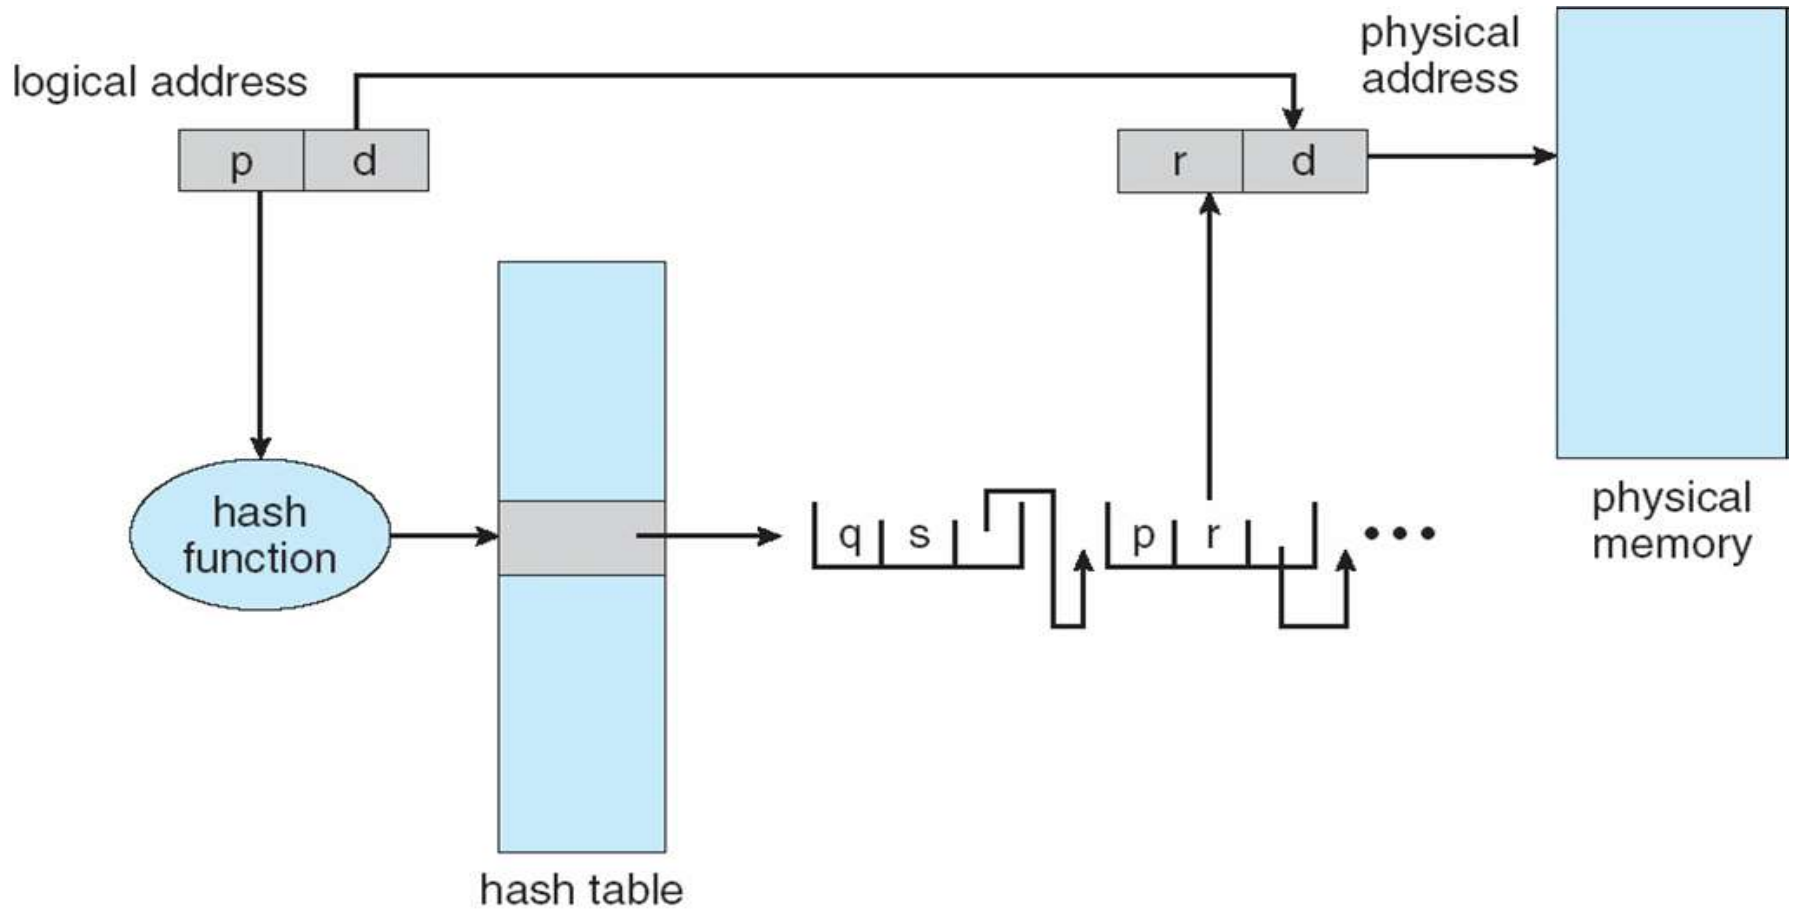 logical address
p d
physical
address
r d
hash
function
q s
p r
physical
memory
hash table